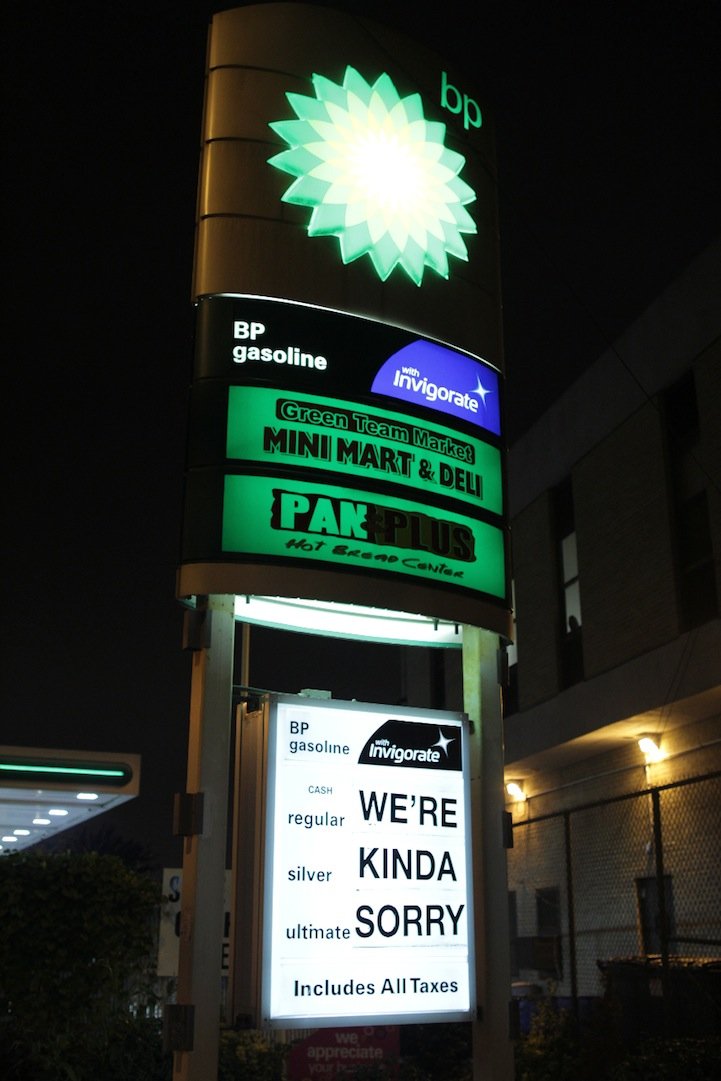 bp
BP
gasoline
with
Invigorate
Green Team Market
MINI MART & DELI
PAN PLUS
HOT BREAD CENTER
BP
gasoline
with
Invigorate
CASH
regular WE'RE
silver KINDA
ultimate SORRY
Includes All Taxes
we
appreciate
your